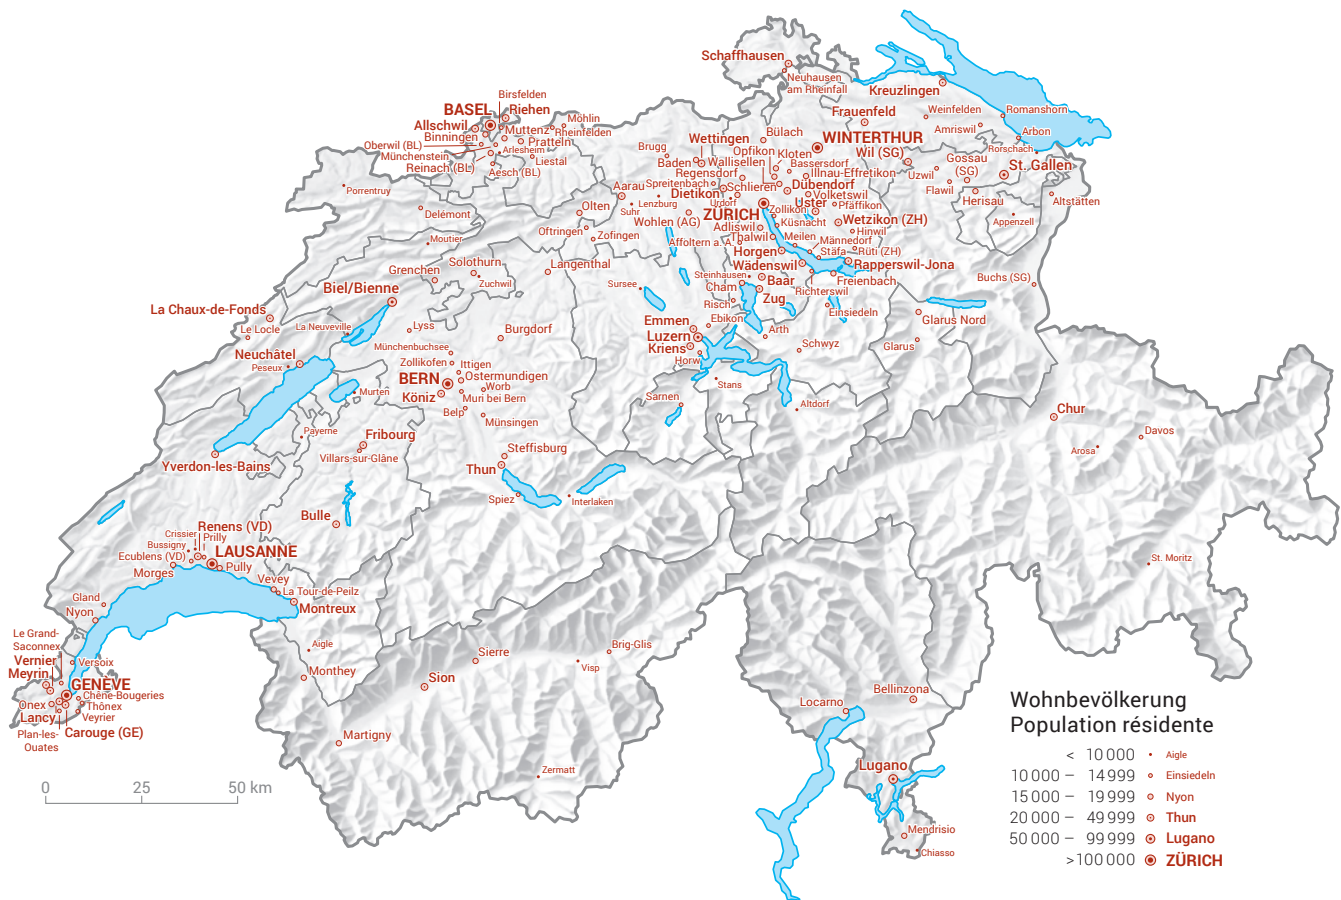 Schaffhausen
Neuhausen
am Rheinfall
Kreuzlingen
Birsfelden
BASEL
Riehen
Allschwil
Binningen
Muttenz
Möhlin
Rheinfelden
Pratteln
Oberwil (BL)
Münchenstein
Arlesheim
Reinach (BL)
Liestal
Aesch (BL)
Frauenfeld
Weinfelden
Romanshorn
Amriswil
Arbon
Rorschach
Bülach
WINTERTHUR
Wettingen
Brugg
Baden
Opfikon
Kloten
Wil (SG)
Wallisellen
Bassersdorf
Gossau
(SG)
St. Gallen
Regensdorf
Illnau-Effretikon
Uzwil
Flawil
Herisau
Altstätten
Appenzell
Porrentruy
Delémont
Moutier
Aarau
Spreitenbach
Schlieren
Dübendorf
Dietikon
Volketswil
Olten
Suhr
Lenzburg
Urdorf
Uster
Pfäffikon
Zollikon
Wohlen (AG)
ZÜRICH
Wetzikon (ZH)
Küsnacht
Hinwil
Oftringen
Zofingen
Adliswil
Thalwil
Meilen
Männedorf
Affoltern a. A.
Stäfa
Rüti (ZH)
Horgen
Wädenswil
Rapperswil-Jona
Steinhausen
Baar
Freienbach
Cham
Richterswil
Risch
Zug
Einsiedeln
Buchs (SG)
Grenchen
Solothurn
Zuchwil
Langenthal
Sursee
Biel/Bienne
La Chaux-de-Fonds
Le Locle
La Neuveville
Lyss
Burgdorf
Emmen
Ebikon
Luzern
Kriens
Horw
Arth
Schwyz
Glarus Nord
Glarus
Neuchâtel
Peseux
Münchenbuchsee
Zollikofen
Ittigen
Ostermundigen
BERN
Worb
Muri bei Bern
Köniz
Belp
Münsingen
Murten
Sarnen
Stans
Altdorf
Chur
Davos
Arosa
Payerne
Fribourg
Villars-sur-Glâne
Yverdon-les-Bains
Steffisburg
Thun
Spiez
Interlaken
Bulle
Renens (VD)
Crissier
Prilly
Bussigny
LAUSANNE
Ecublens (VD)
Morges
Pully
Vevey
La Tour-de-Peilz
Montreux
St. Moritz
Gland
Nyon
Le Grand-
Saconnex
Aigle
Monthey
Sierre
Brig-Glis
Visp
Vernier
Versoix
Meyrin
GENÈVE
Chêne-Bougeries
Onex
Thônex
Lancy
Veyrier
Plan-les-
Ouates
Carouge (GE)
Sion
Martigny
Zermatt
Locarno
Bellinzona
Lugano
Mendrisio
Chiasso
0 25 50 km
Wohnbevölkerung
Population résidente
< 10 000 Aigle
10 000 – 14 999 Einsiedeln
15 000 – 19 999 Nyon
20 000 – 49 999 Thun
50 000 – 99 999 Lugano
>100 000 ZÜRICH